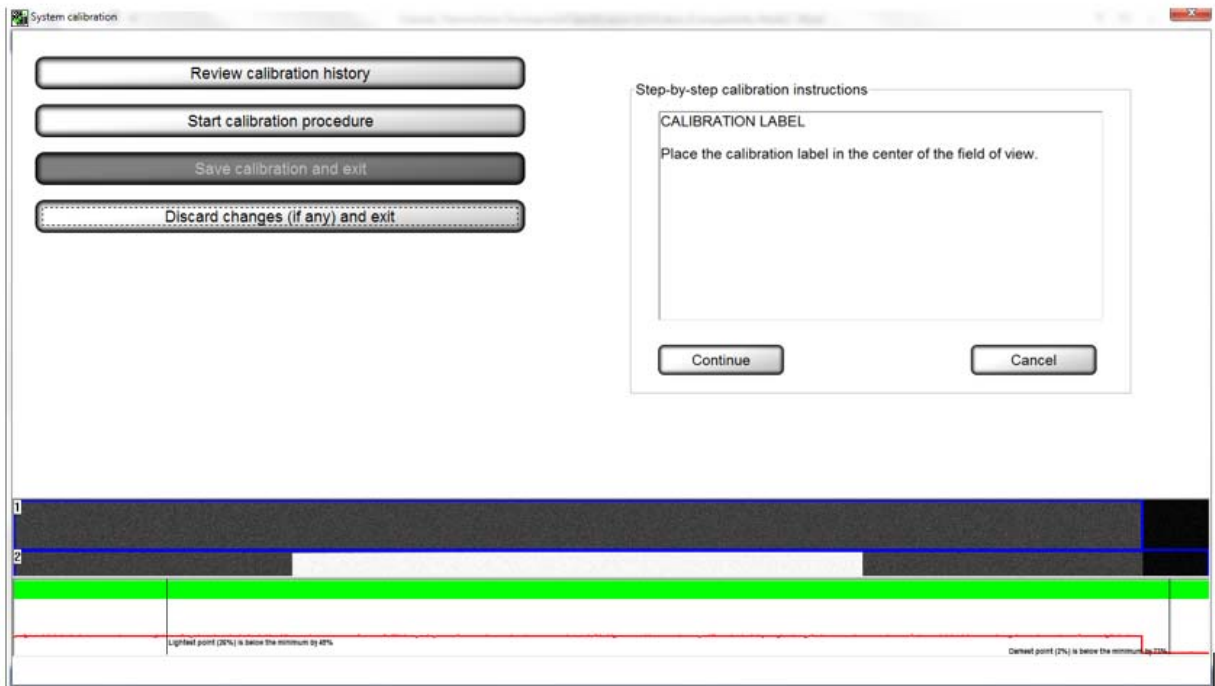 System calibration
Review calibration history
Start calibration procedure
Save calibration and exit
Discard changes (if any) and exit
Step-by-step calibration instructions
CALIBRATION LABEL
Place the calibration label in the center of the field of view.
Continue
Cancel
1
2
Lightest point (26%) is below the minimum by
Darkest point (2%) is below the minimum by